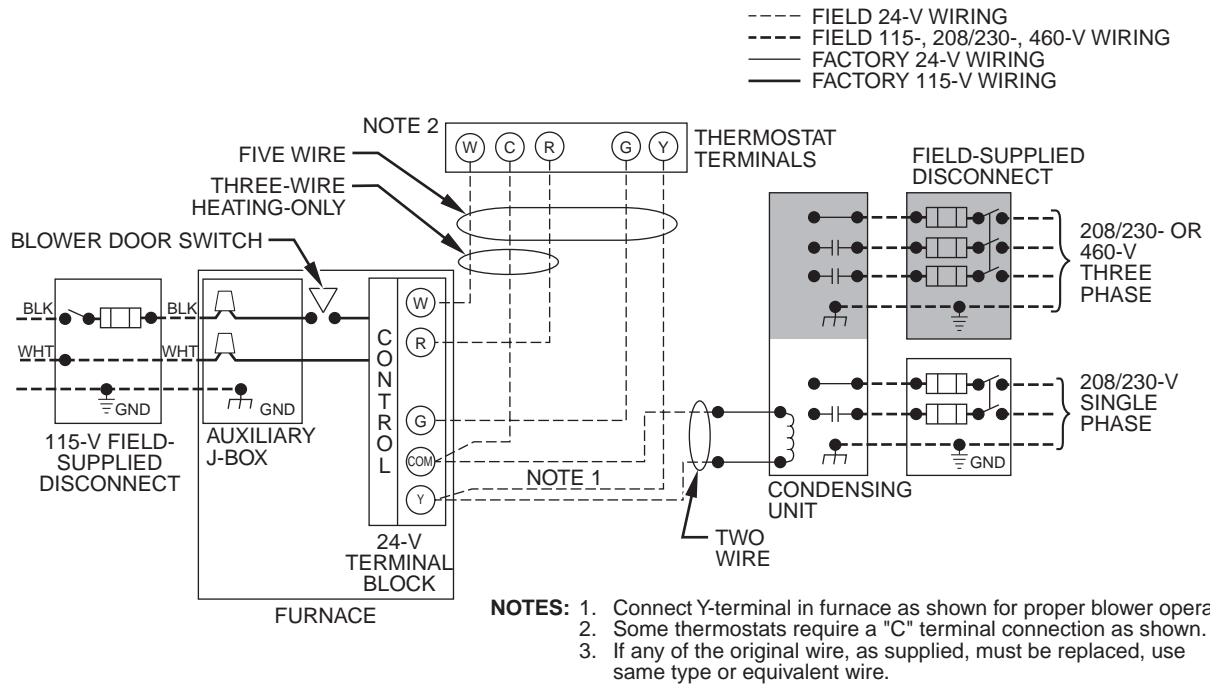 FIELD 24-V WIRING
FIELD 115-, 208/230-, 460-V WIRING
FACTORY 24-V WIRING
FACTORY 115-V WIRING
NOTE 2
W C R G Y
THERMOSTAT
TERMINALS
FIVE WIRE
THREE-WIRE
HEATING-ONLY
BLOWER DOOR SWITCH
FIELD-SUPPLIED
DISCONNECT
208/230- OR
460-V
THREE
PHASE
BLK
BLK
WHT
WHT
GND
GND
115-V FIELD-
SUPPLIED
DISCONNECT
AUXILIARY
J-BOX
CONTROL
W
R
G
COM
Y
24-V
TERMINAL
BLOCK
FURNACE
NOTE 1
TWO
WIRE
CONDENSING
UNIT
208/230-V
SINGLE
PHASE
GND
NOTES: 1. Connect Y-terminal in furnace as shown for proper blower opera
2. Some thermostats require a "C" terminal connection as shown.
3. If any of the original wire, as supplied, must be replaced, use
same type or equivalent wire.